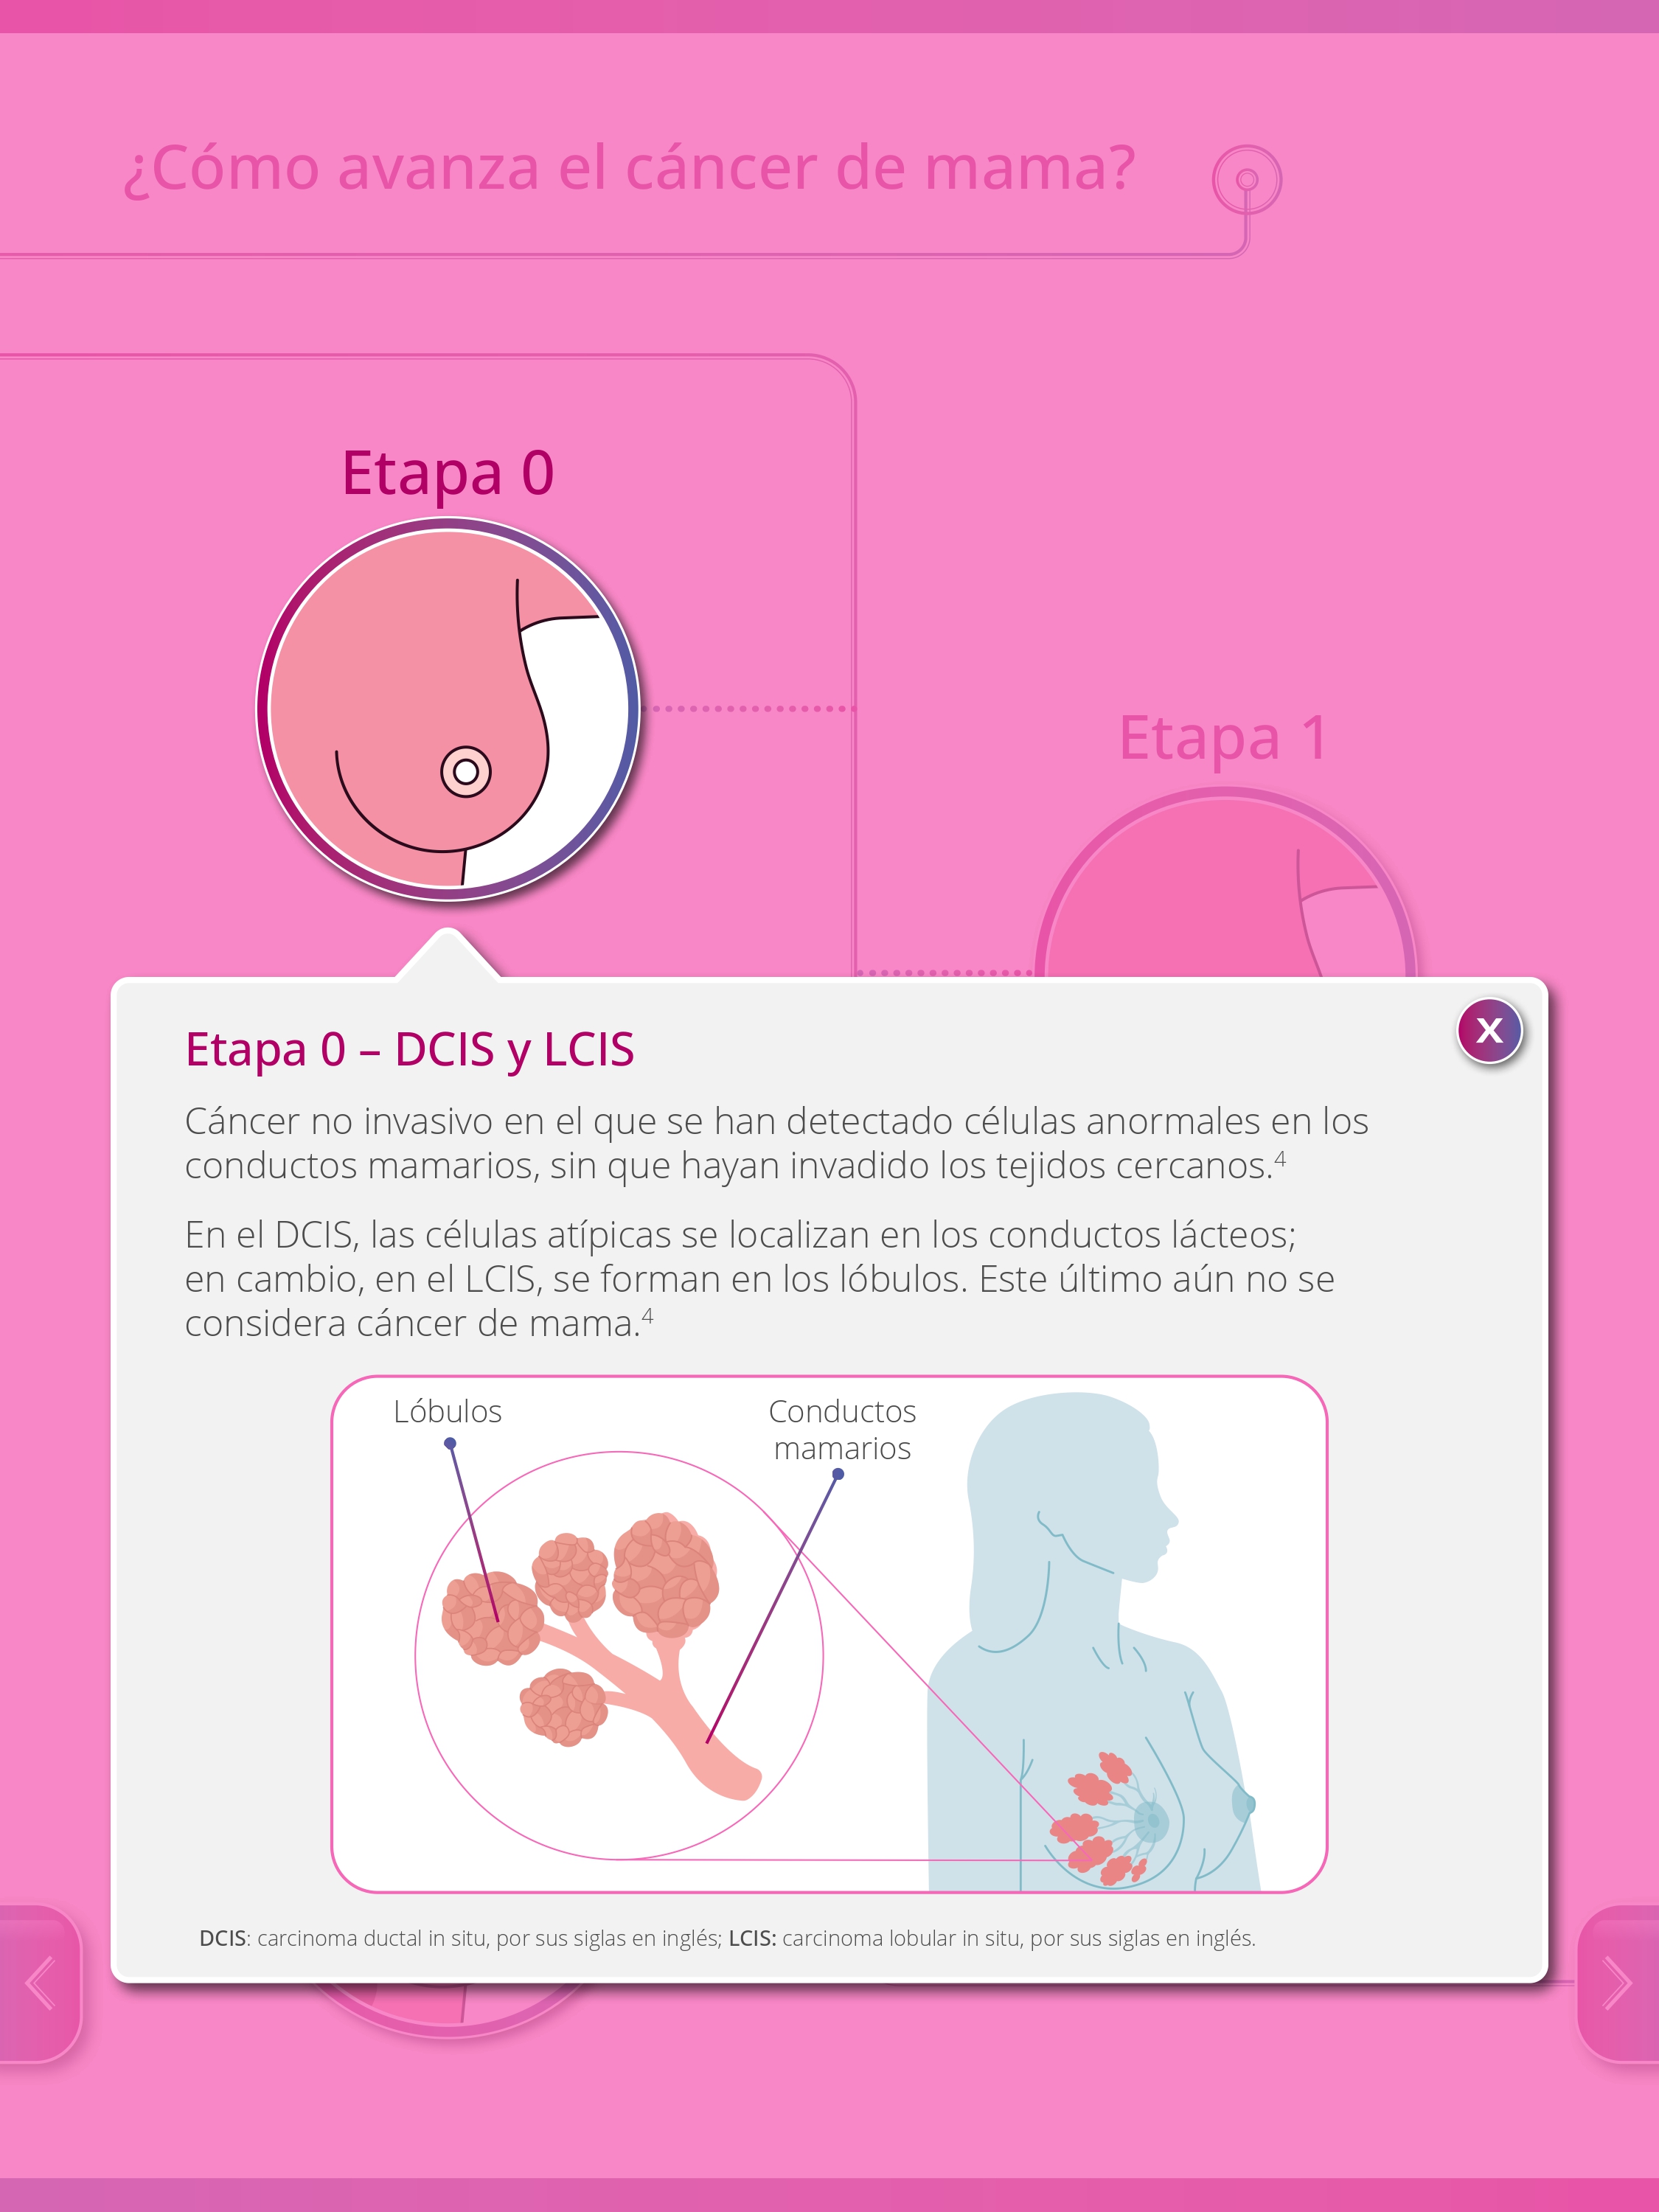 ¿Cómo avanza el cáncer de mama?
Etapa 0
Etapa 1
X
Etapa 0 – DCIS y LCIS
Cáncer no invasivo en el que se han detectado células anormales en los
conductos mamarios, sin que hayan invadido los tejidos cercanos.⁴
En el DCIS, las células atípicas se localizan en los conductos lácteos;
en cambio, en el LCIS, se forman en los lóbulos. Este último aún no se
considera cáncer de mama.⁴
Lóbulos
Conductos
mamarios
DCIS: carcinoma ductal in situ, por sus siglas en inglés; LCIS: carcinoma lobular in situ, por sus siglas en inglés.